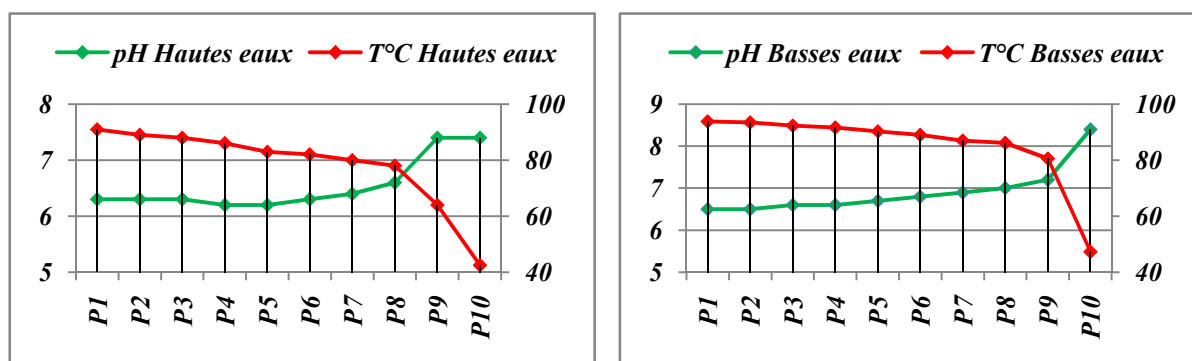 pH Hautes eaux T°C Hautes eaux
8 100
7 80
6 60
5 40
P1 P2 P3 P4 P5 P6 P7 P8 P9 P10
pH Basses eaux T°C Basses eaux
9 100
8
80
7
60
6
5 40
P1 P2 P3 P4 P5 P6 P7 P8 P9 P10